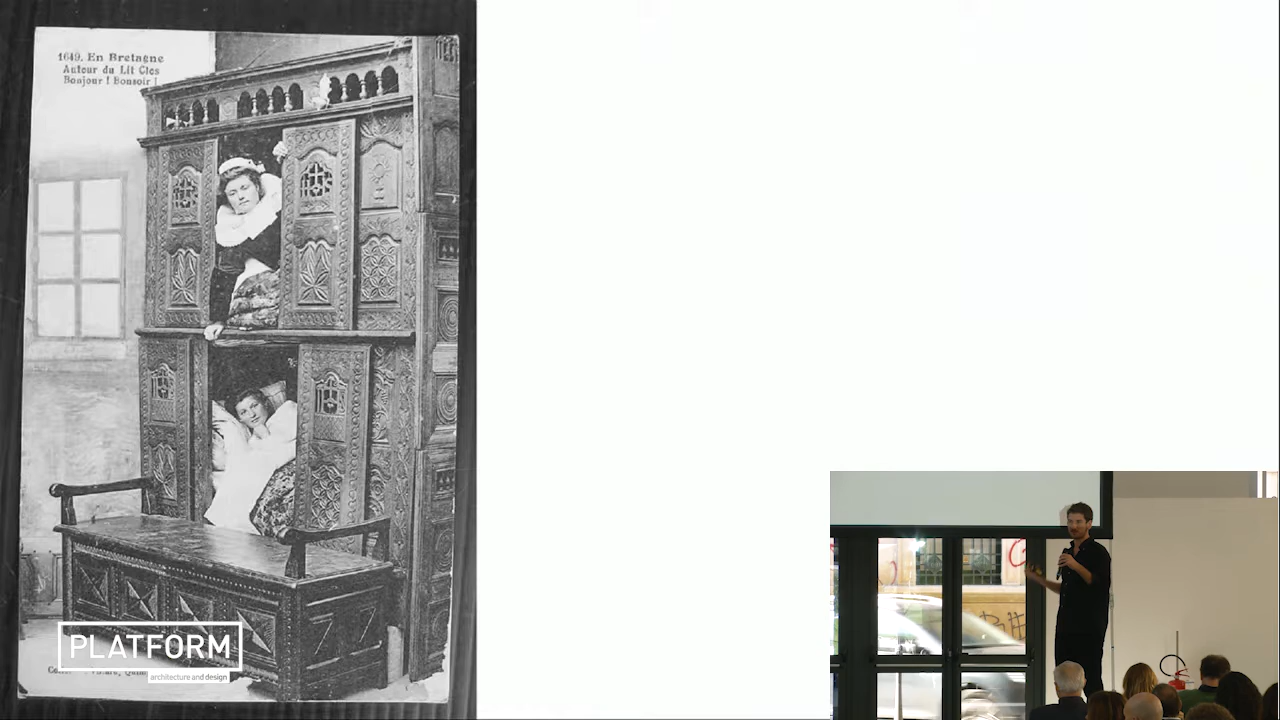 1649. En Bretagne
Autour du Lit Clos
Bonjour ! Bonsoir !
PLATFORM
architecture and design